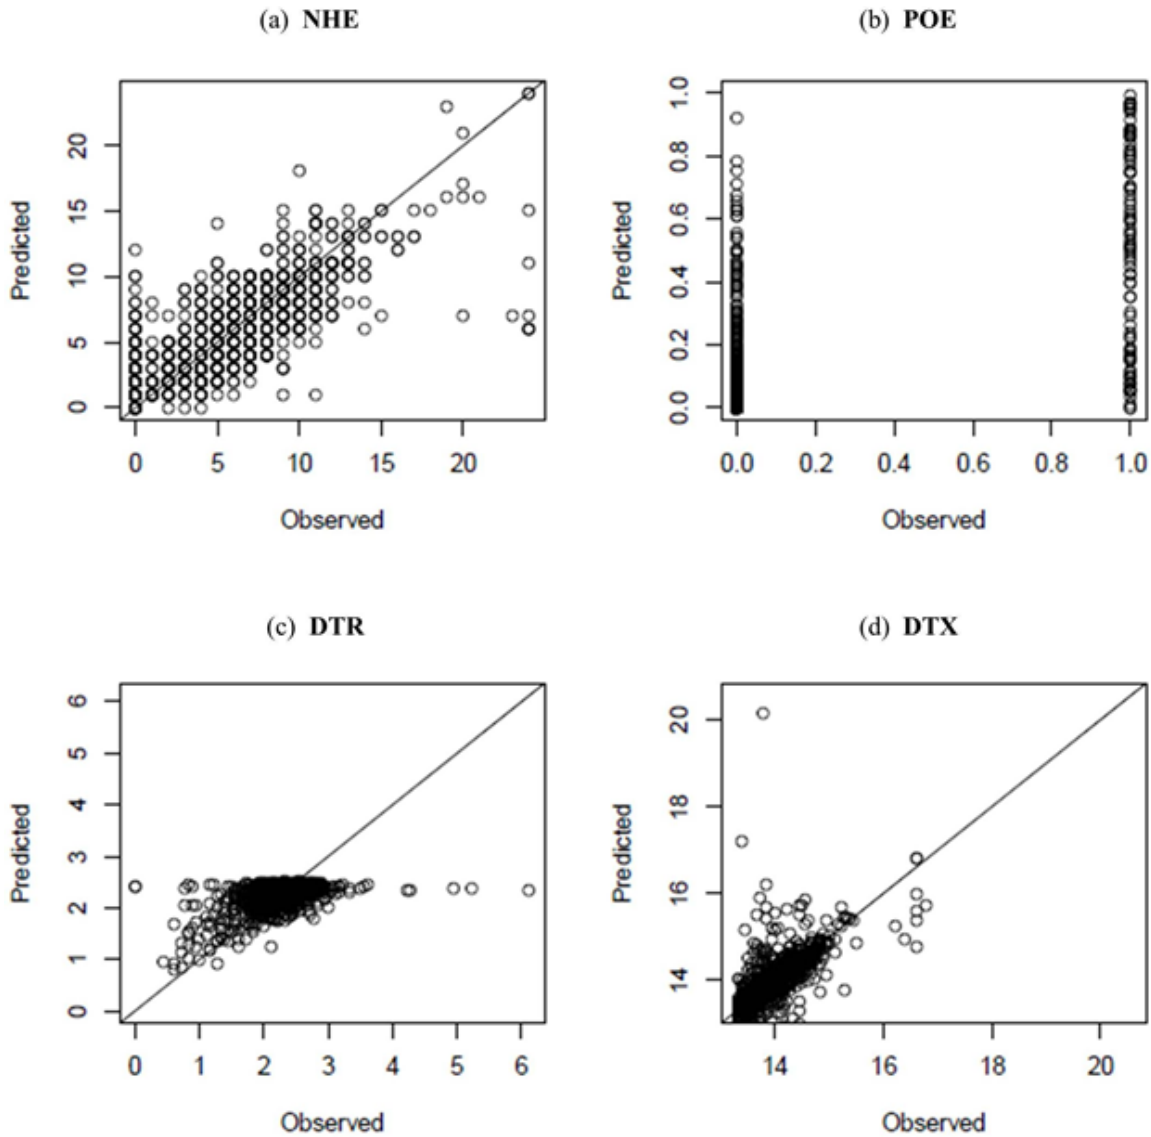 (a) NHE
(b) POE
Predicted
20
15
10
5
0
0 5 10 15 20
Observed
Predicted
1.0
0.8
0.6
0.4
0.2
0.0
0.0 0.2 0.4 0.6 0.8 1.0
Observed
(c) DTR
(d) DTX
Predicted
6
5
4
3
2
1
0
0 1 2 3 4 5 6
Observed
Predicted
20
18
16
14
14 16 18 20
Observed